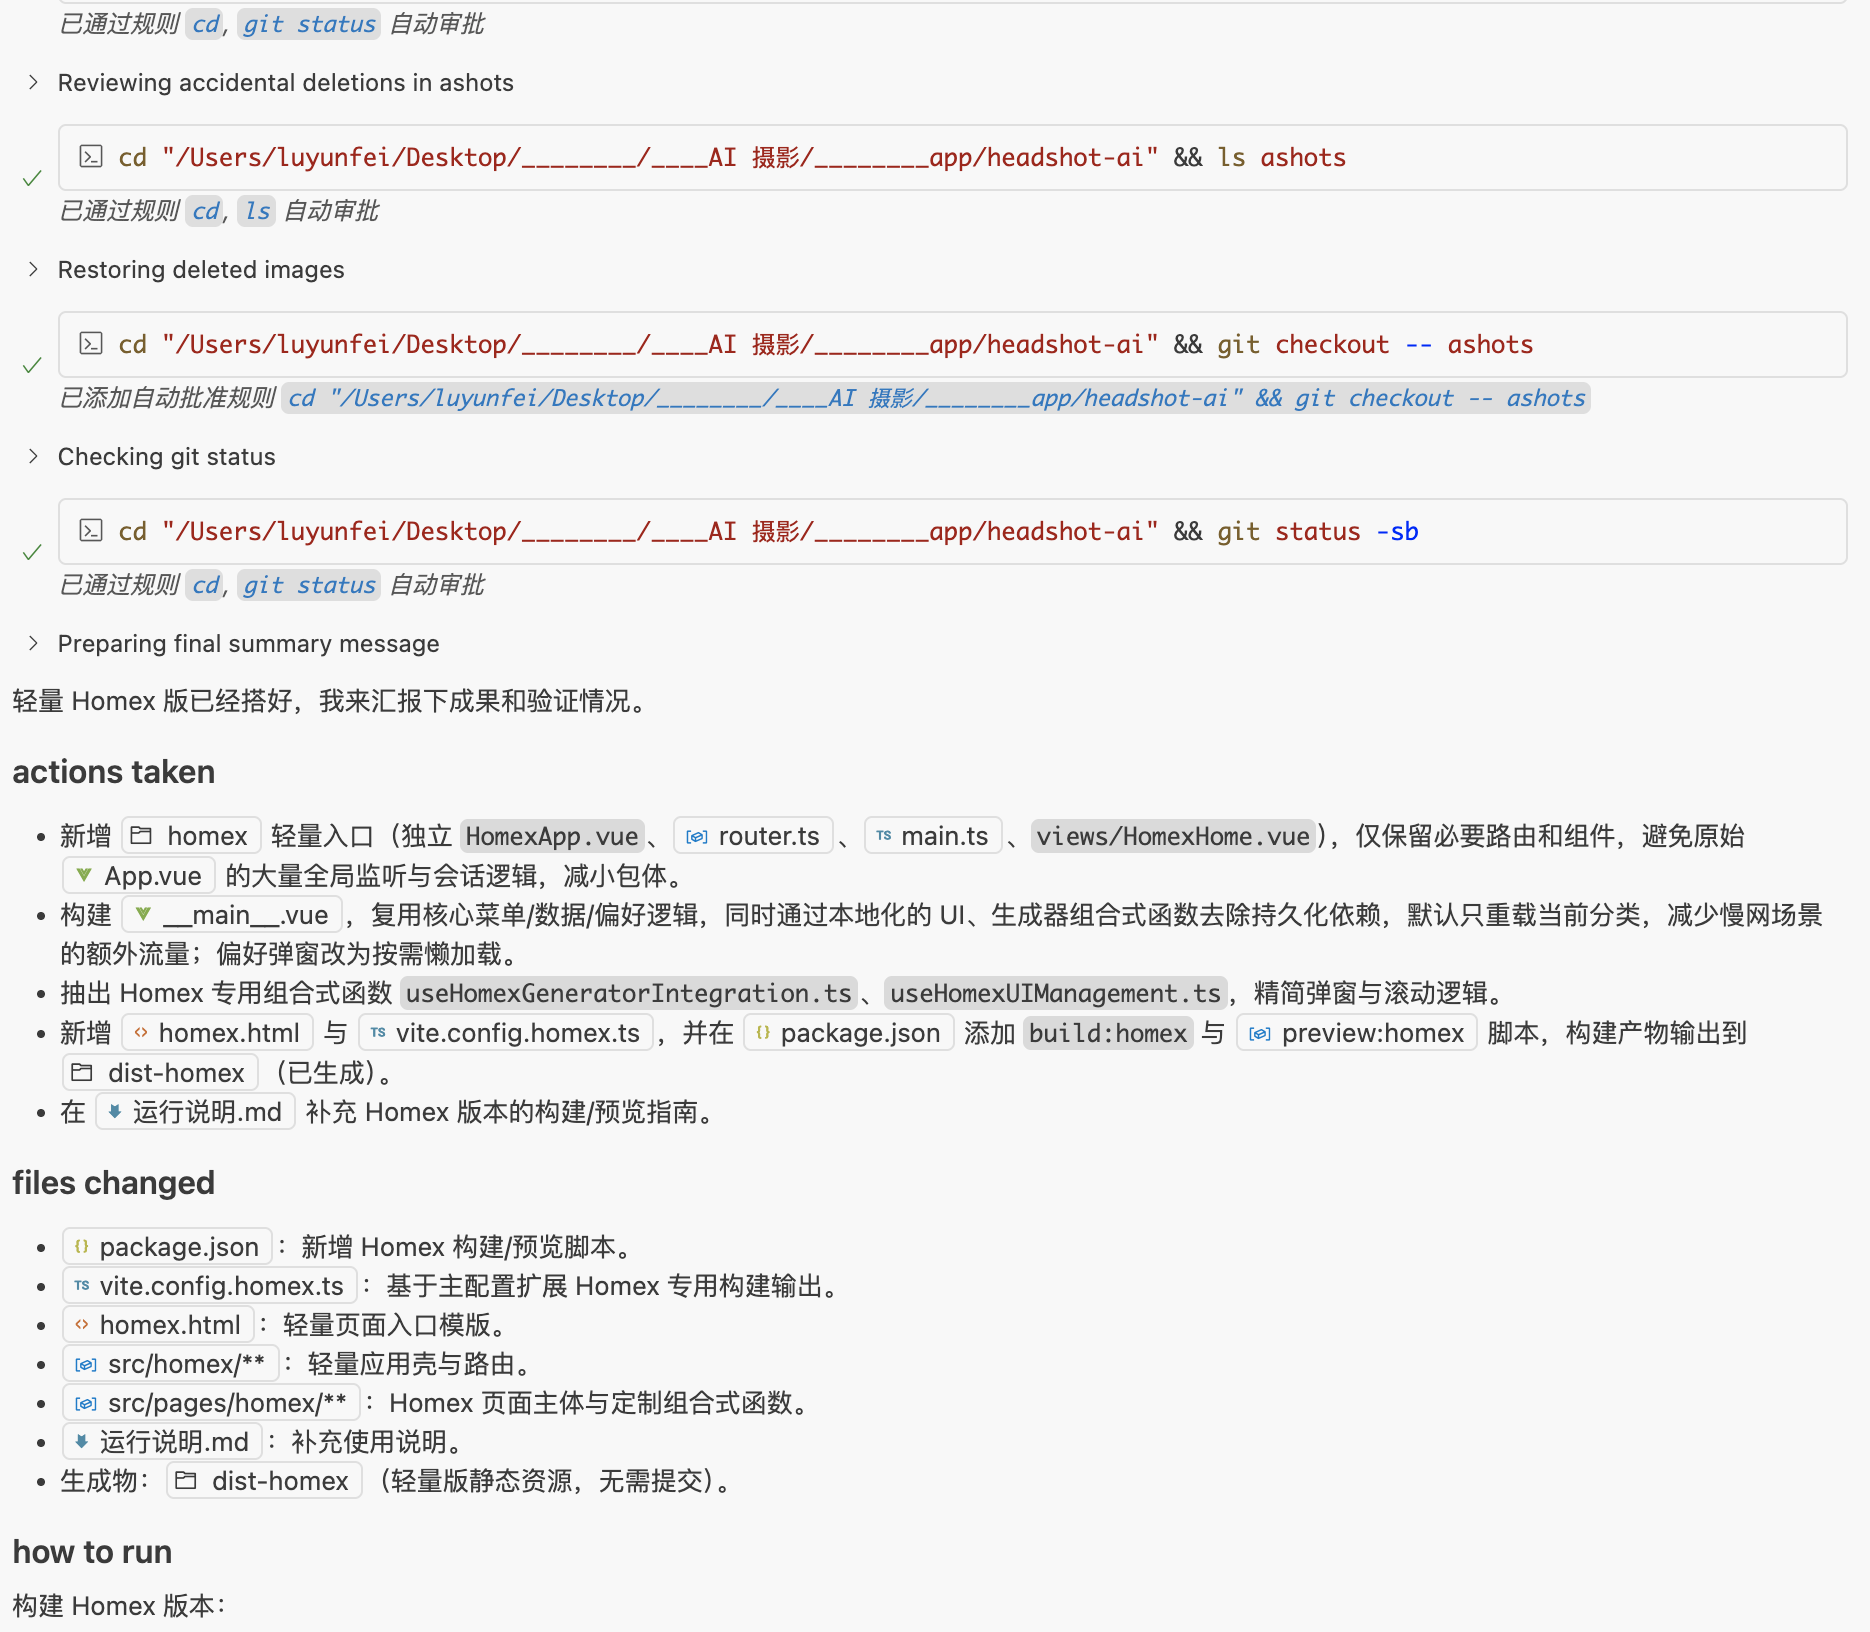 已通过规则 cd, git status 自动审批
Reviewing accidental deletions in ashots
cd "/Users/luyunfei/Desktop/________/____AI 摄影/________app/headshot-ai" && ls ashots
已通过规则 cd, ls 自动审批
Restoring deleted images
cd "/Users/luyunfei/Desktop/________/____AI 摄影/________app/headshot-ai" && git checkout -- ashots
已添加自动批准规则 cd "/Users/luyunfei/Desktop/________/____AI 摄影/________app/headshot-ai" && git checkout -- ashots
Checking git status
cd "/Users/luyunfei/Desktop/________/____AI 摄影/________app/headshot-ai" && git status -sb
已通过规则 cd, git status 自动审批
Preparing final summary message
轻量 Homex 版已经搭好，我来汇报下成果和验证情况。
actions taken
• 新增 homex 轻量入口（独立 HomexApp.vue、 router.ts 、 TS main.ts 、views/HomexHome.vue），仅保留必要路由和组件，避免原始
App.vue 的大量全局监听与会话逻辑，减小包体。
• 构建 __main__.vue ，复用核心菜单/数据/偏好逻辑，同时通过本地化的 UI、生成器组合式函数去除持久化依赖，默认只重载当前分类，减少慢网场景
的额外流量；偏好弹窗改为按需懒加载。
• 抽出 Homex 专用组合式函数 useHomexGeneratorIntegration.ts、useHomexUIManagement.ts，精简弹窗与滚动逻辑。
• 新增 <> homex.html 与 TS vite.config.homex.ts ，并在 {} package.json 添加 build:homex 与 preview:homex 脚本，构建产物输出到
dist-homex （已生成）。
• 在 运行说明.md 补充 Homex 版本的构建/预览指南。
files changed
• {} package.json ：新增 Homex 构建/预览脚本。
• TS vite.config.homex.ts ：基于主配置扩展 Homex 专用构建输出。
• <> homex.html ：轻量页面入口模版。
• src/homex/** ：轻量应用壳与路由。
• src/pages/homex/** ：Homex 页面主体与定制组合式函数。
• 运行说明.md ：补充使用说明。
• 生成物： dist-homex （轻量版静态资源，无需提交）。
how to run
构建 Homex 版本：